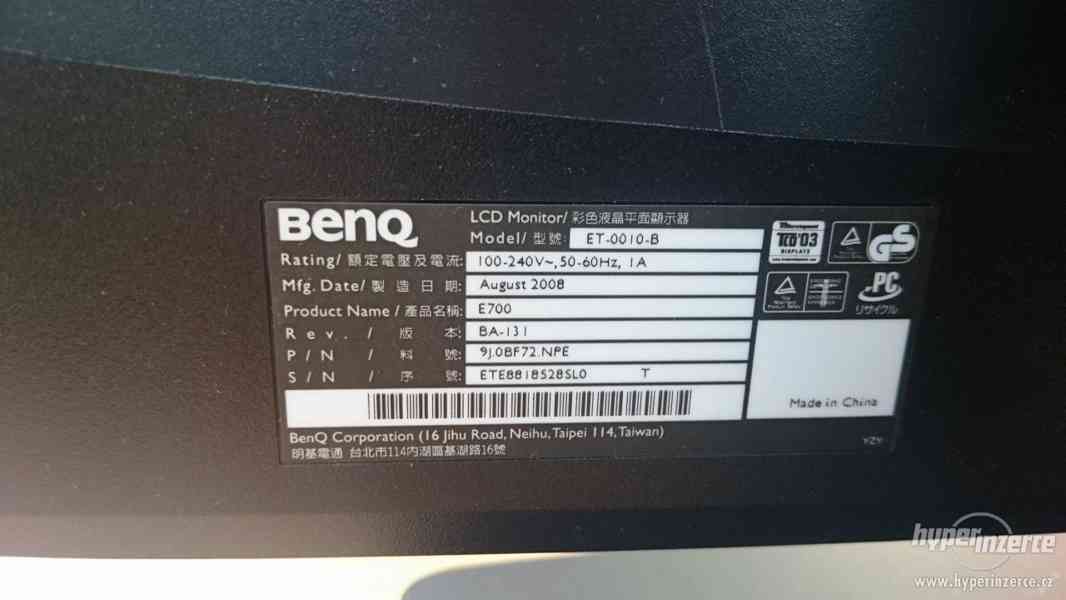 BenQ
LCD Monitor/ 彩色液晶平面顯示器
Model/ 型號: ET-0010-B
Rating/ 額定電壓及電流: 100-240V~, 50-60Hz, 1A
Mfg. Date/ 製造日期: August 2008
Product Name / 產品名稱: E700
Rev. / 版本: BA-131
P/N / 料號: 9J.0BF72.NPE
S/N / 序號: ETE8818528SL0 T
TCO'03
DISPLAYS
GS
PC
リサイクル
Made in China
BenQ Corporation (16 Jihu Road, Neihu, Taipei 114, Taiwan)
明基電通 台北市114內湖區基湖路16號
YZY
hyperinzerce
www.hyperinzerce.cz